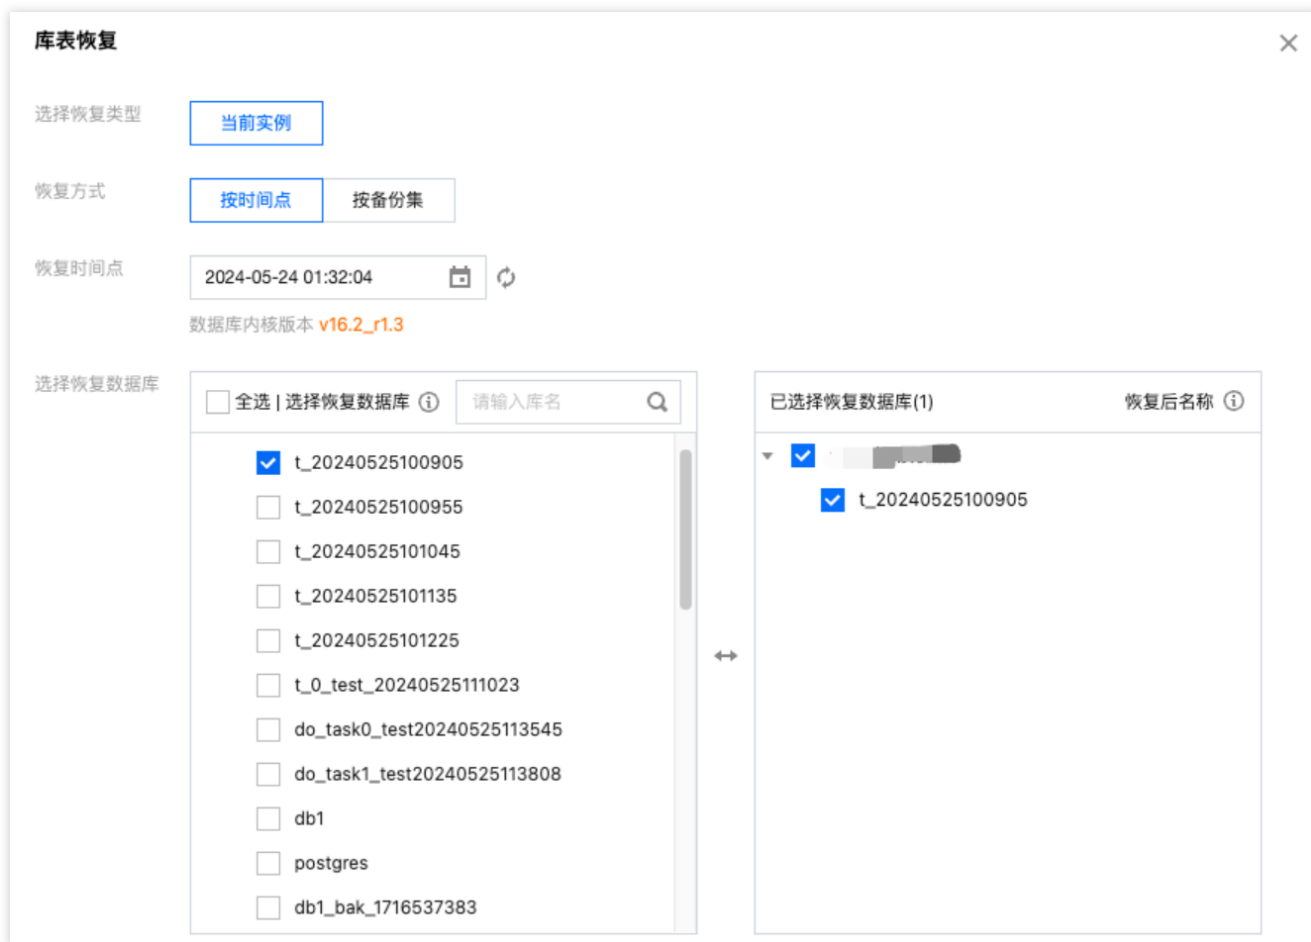 库表恢复
选择恢复类型
当前实例
恢复方式
按时间点
按备份集
恢复时间点
2024-05-24 01:32:04
数据库内核版本 v16.2_r1.3
选择恢复数据库
全选 | 选择恢复数据库
请输入库名
t_20240525100905
t_20240525100955
t_20240525101045
t_20240525101135
t_20240525101225
t_0_test_20240525111023
do_task0_test20240525113545
do_task1_test20240525113808
db1
postgres
db1_bak_1716537383
已选择恢复数据库(1)
恢复后名称
t_20240525100905